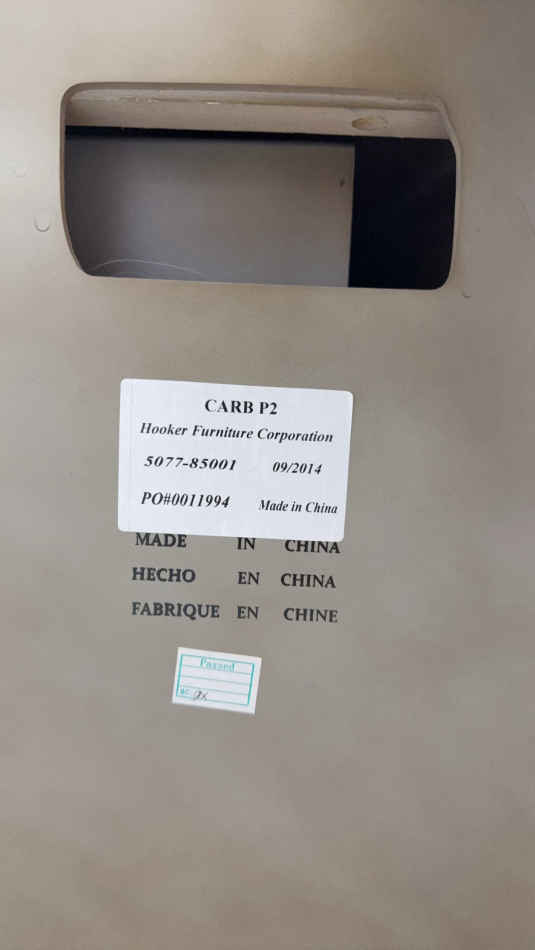 CARB P2
Hooker Furniture Corporation
5077-85001 09/2014
PO#0011994 Made in China
MADE IN CHINA
HECHO EN CHINA
FABRIQUE EN CHINE
Passed